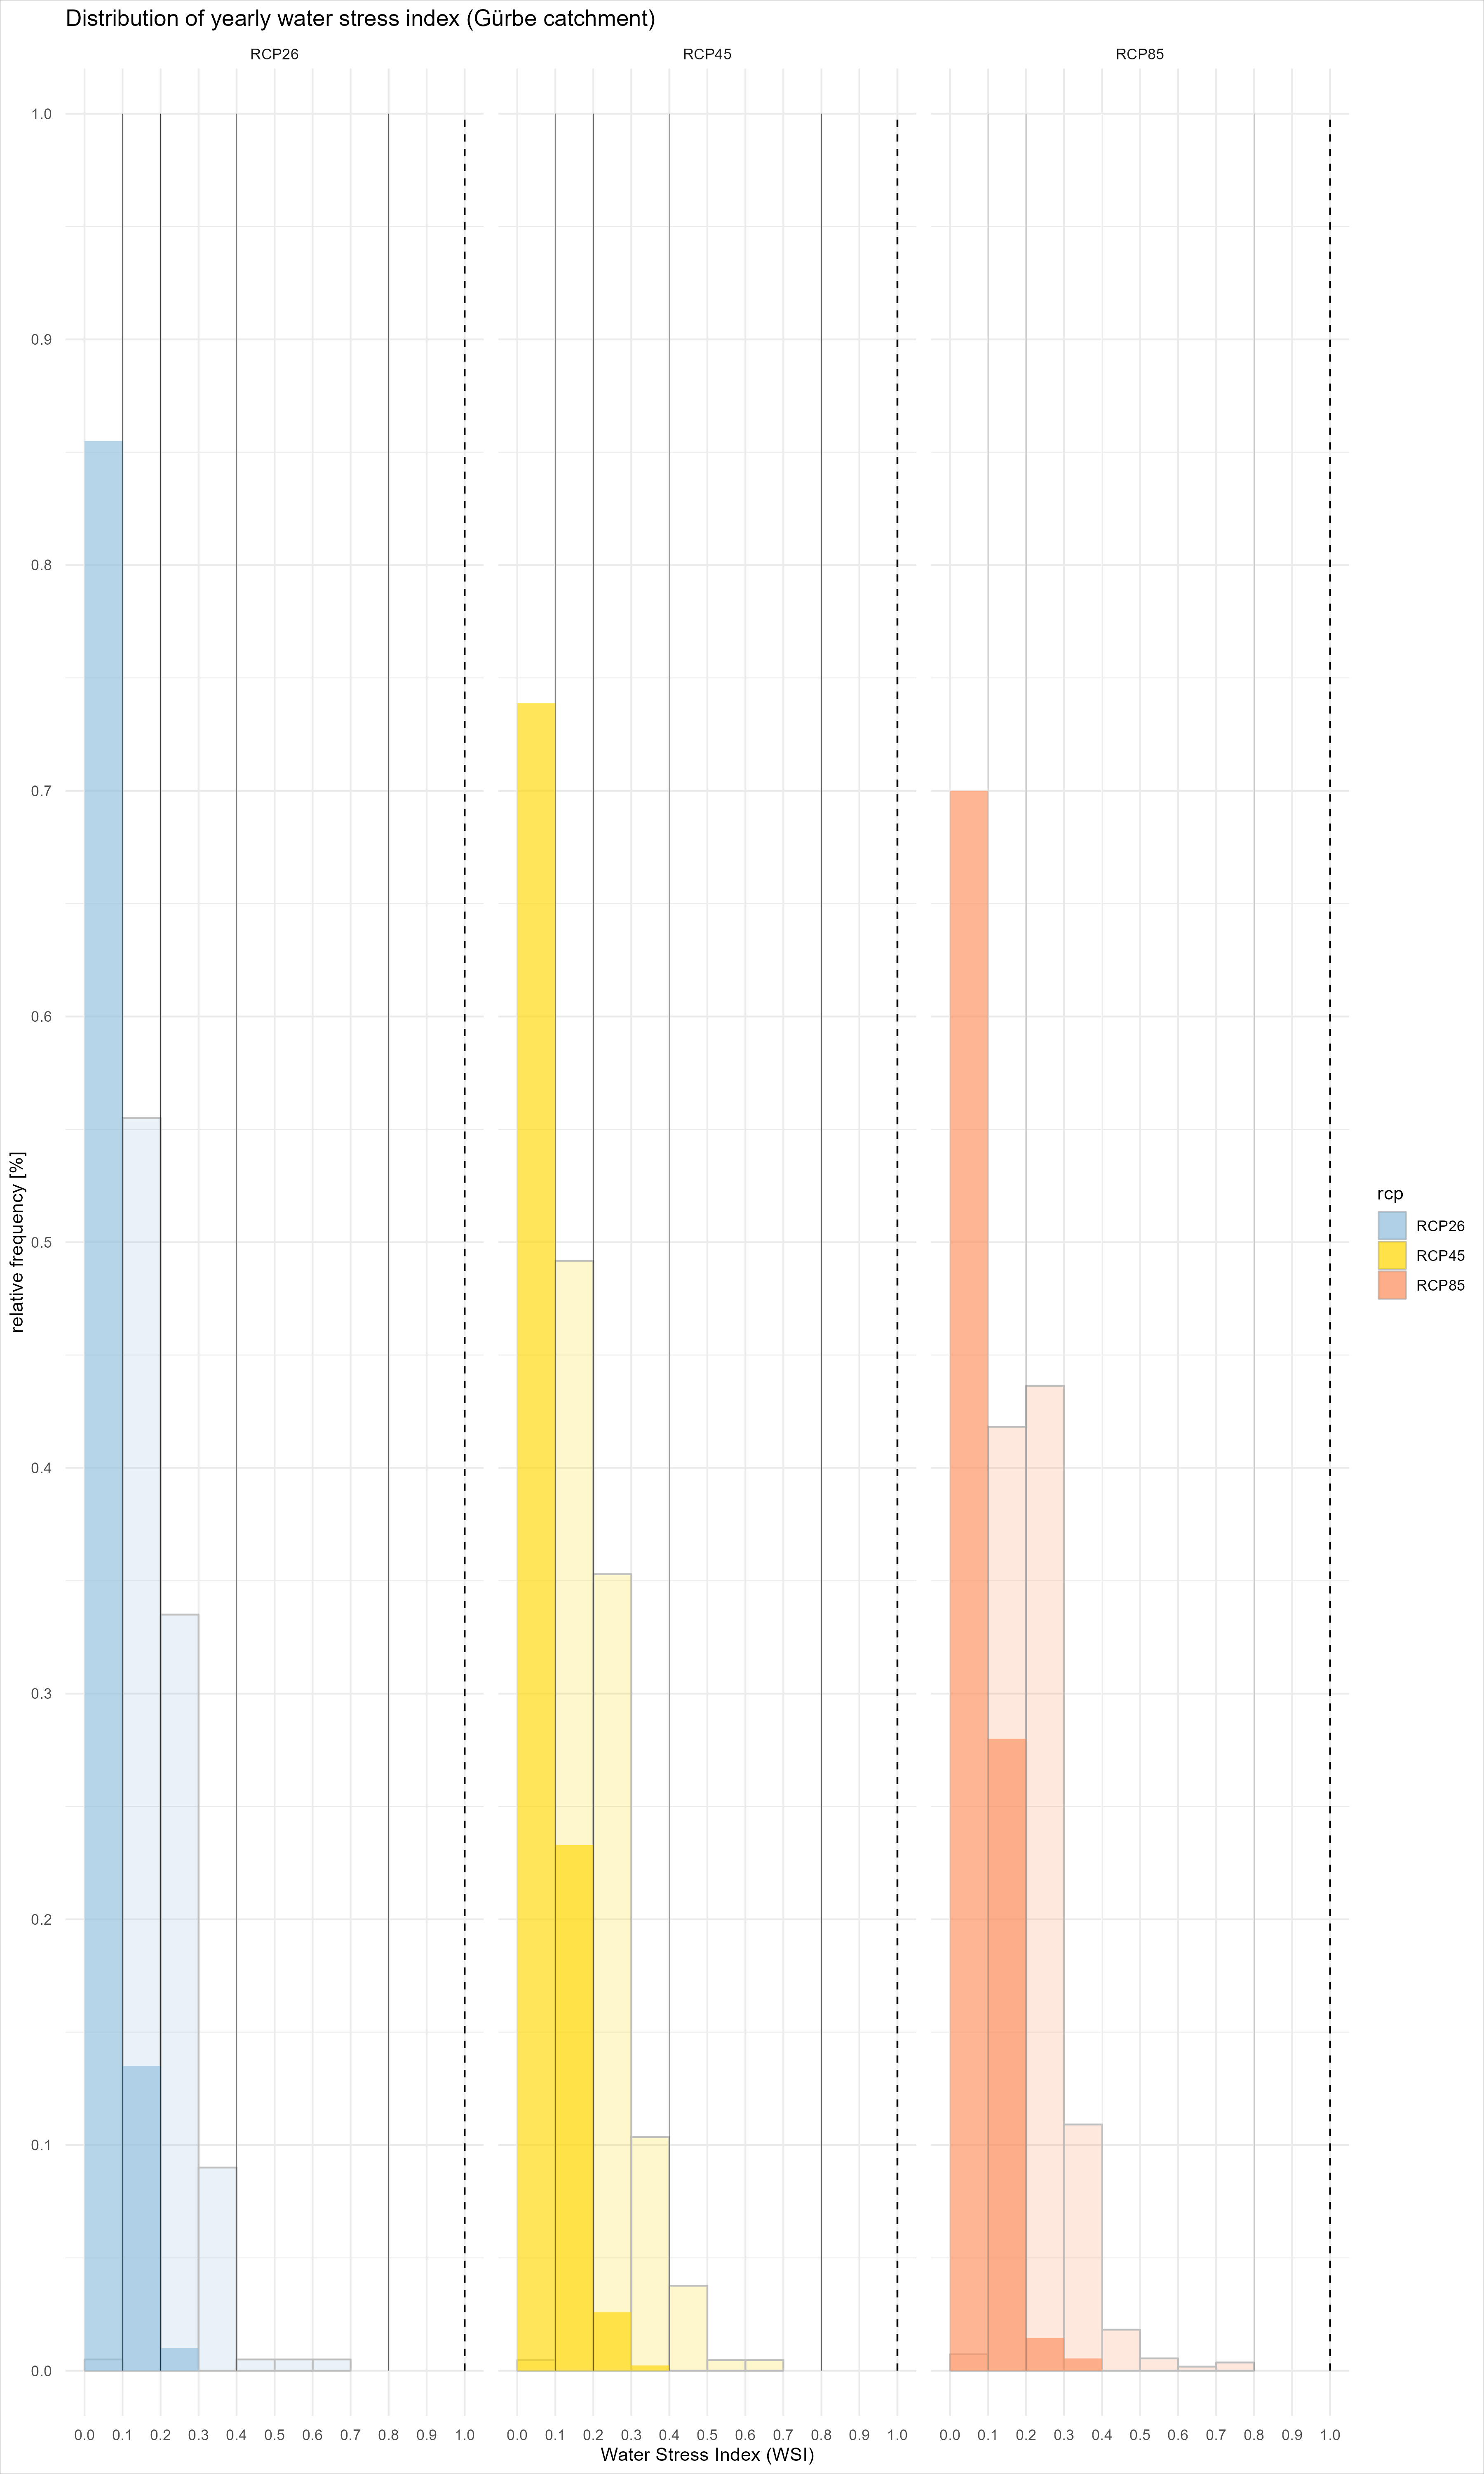 Distribution of yearly water stress index (Gürbe catchment)
RCP26 RCP45 RCP85
1.0
0.9
0.8
0.7
0.6
0.5
0.4
0.3
0.2
0.1
0.0
relative frequency [%]
rcp
RCP26
RCP45
RCP85
0.0 0.1 0.2 0.3 0.4 0.5 0.6 0.7 0.8 0.9 1.0 0.0 0.1 0.2 0.3 0.4 0.5 0.6 0.7 0.8 0.9 1.0 0.0 0.1 0.2 0.3 0.4 0.5 0.6 0.7 0.8 0.9 1.0
Water Stress Index (WSI)